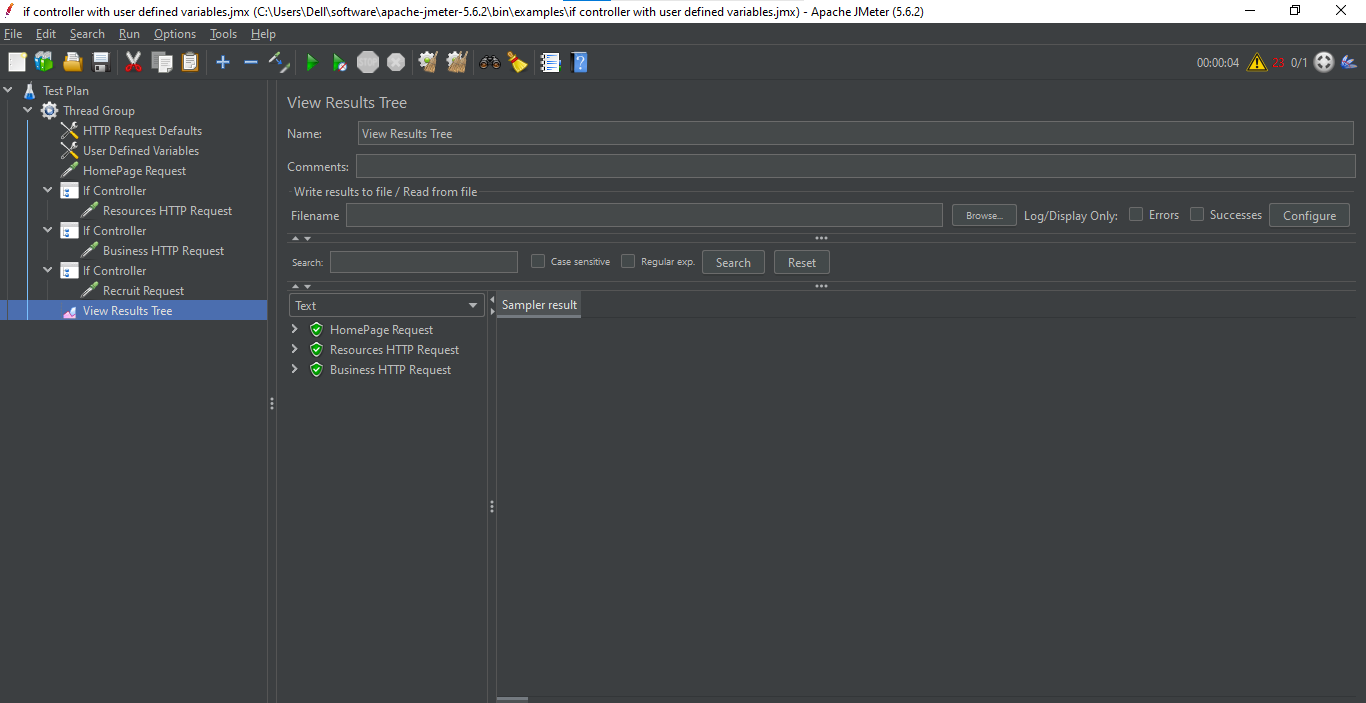 if controller with user defined variables.jmx (C:\Users\Dell\software\apache-jmeter-5.6.2\bin\examples\if controller with user defined variables.jmx) - Apache JMeter (5.6.2)
File Edit Search Run Options Tools Help
STOP
00:00:04 23 0/1
Test Plan
Thread Group
HTTP Request Defaults
User Defined Variables
HomePage Request
If Controller
Resources HTTP Request
If Controller
Business HTTP Request
If Controller
Recruit Request
View Results Tree
View Results Tree
Name: View Results Tree
Comments:
Write results to file / Read from file
Filename Browse... Log/Display Only: Errors Successes Configure
Search: Case sensitive Regular exp. Search Reset
Text
HomePage Request
Resources HTTP Request
Business HTTP Request
Sampler result